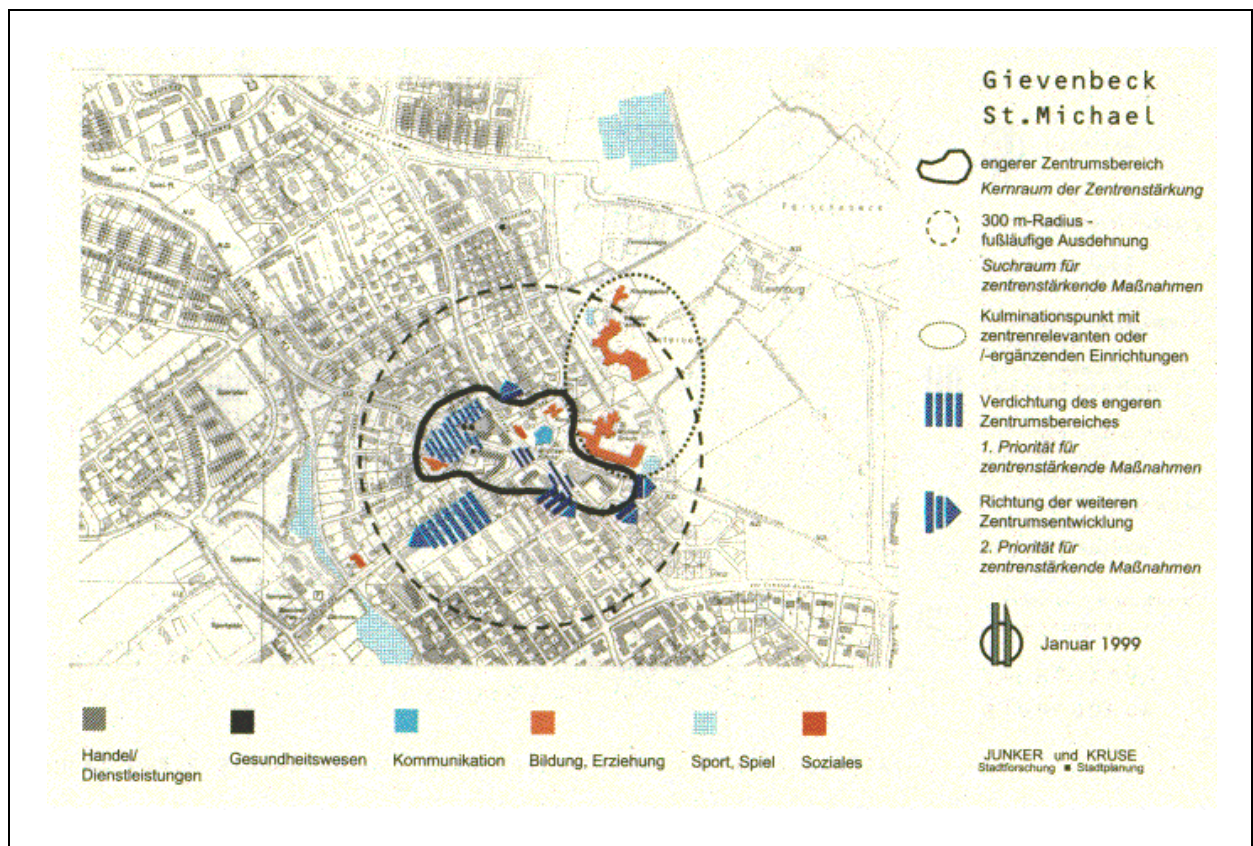 Gievenbeck
St.Michael
engerer Zentrumsbereich
Kernraum der Zentrenstärkung
300 m-Radius -
fußläufige Ausdehnung
Suchraum für
zentrenstärkende Maßnahmen
Kulminationspunkt mit
zentrenrelevanten oder
/-ergänzenden Einrichtungen
Verdichtung des engeren
Zentrumsbereiches
1. Priorität für
zentrenstärkende Maßnahmen
Richtung der weiteren
Zentrumsentwicklung
2. Priorität für
zentrenstärkende Maßnahmen
Januar 1999
Handel/
Dienstleistungen
Gesundheitswesen
Kommunikation
Bildung, Erziehung
Sport, Spiel
Soziales
JUNKER und KRUSE
Stadtforschung ■ Stadtplanung